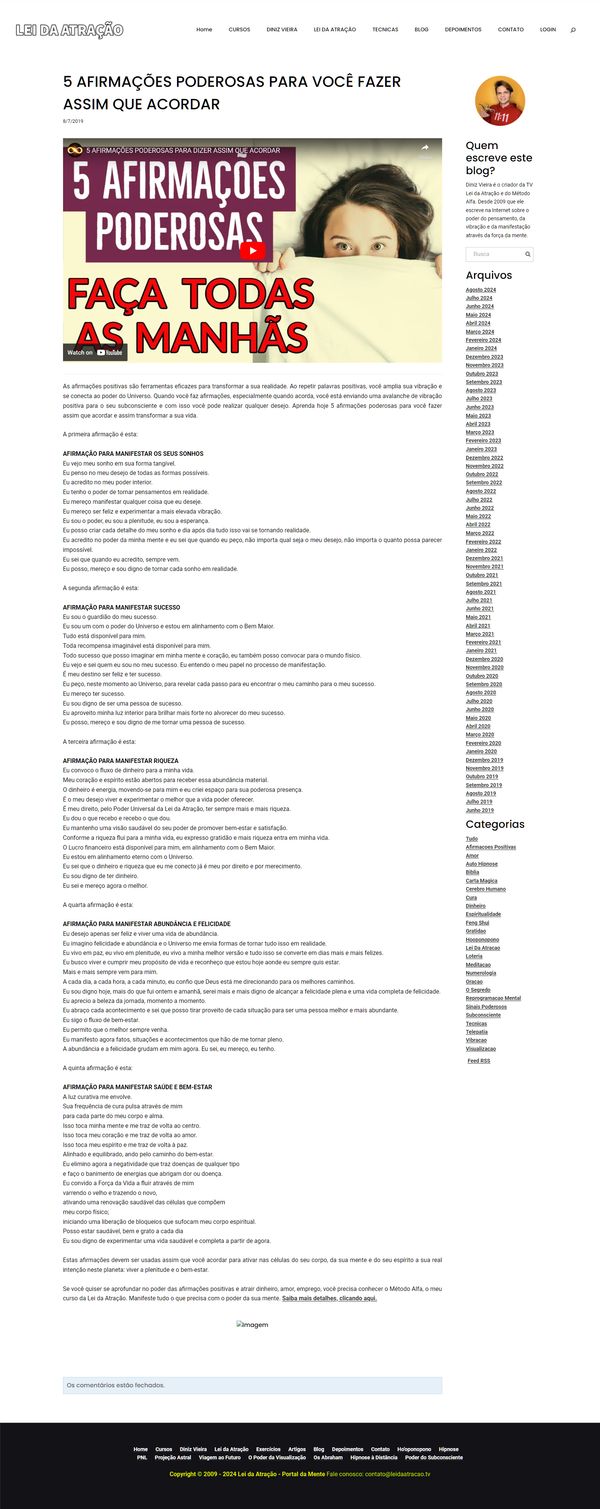 LEI DA ATRAÇÃO
Home CURSOS DINIZ VIEIRA LEI DA ATRAÇÃO TECNICAS BLOG DEPOIMENTOS CONTATO LOGIN
5 AFIRMAÇÕES PODEROSAS PARA VOCÊ FAZER
ASSIM QUE ACORDAR
8/7/2019
5 AFIRMAÇÕES PODEROSAS PARA DIZER ASSIM QUE ACORDAR
5 AFIRMAÇÕES
PODEROSAS
FAÇA TODAS
AS MANHÃS
Watch on YouTube
As afirmações positivas são ferramentas eficazes para transformar a sua realidade. Ao repetir palavras positivas, você amplia sua vibração e
se conecta ao poder do Universo. Quando você faz afirmações, especialmente quando acorda, você está enviando uma avalanche de vibração
positiva para o seu subconsciente e com isso você pode realizar qualquer desejo. Aprenda hoje 5 afirmações poderosas para você fazer
assim que acordar e assim transformar a sua vida.
A primeira afirmação é esta:
AFIRMAÇÃO PARA MANIFESTAR OS SEUS SONHOS
Eu vejo meu sonho em sua forma tangível.
Eu penso no meu desejo de todas as formas possíveis.
Eu acredito no meu poder interior.
Eu tenho o poder de tornar pensamentos em realidade.
Eu mereço manifestar qualquer coisa que eu deseje.
Eu mereço ser feliz e experimentar a mais elevada vibração.
Eu sou o poder, eu sou a plenitude, eu sou a esperança.
Eu posso criar cada detalhe do meu sonho e dia após dia tudo isso vai se tornando realidade.
Eu acredito no poder da minha mente e eu sei que quando eu peço, não importa qual seja o meu desejo, não importa o quanto possa parecer
impossível.
Eu sei que quando eu acredito, sempre vem.
Eu posso, mereço e sou digno de tornar cada sonho em realidade.
A segunda afirmação é esta:
AFIRMAÇÃO PARA MANIFESTAR SUCESSO
Eu sou o guardião do meu sucesso.
Eu sou um com o poder do Universo e estou em alinhamento com o Bem Maior.
Tudo está disponível para mim.
Toda recompensa imaginável está disponível para mim.
Todo sucesso que posso imaginar em minha mente e coração, eu também posso convocar para o mundo físico.
Eu vejo e sei quem eu sou no meu sucesso. Eu entendo o meu papel no processo de manifestação.
É meu destino ser feliz e ter sucesso.
Eu peço, neste momento ao Universo, para revelar cada passo para eu encontrar o meu caminho para o meu sucesso.
Eu mereço ter sucesso.
Eu sou digno de ser uma pessoa de sucesso.
Eu aproveito minha luz interior para brilhar mais forte no alvorecer do meu sucesso.
Eu posso, mereço e sou digno de me tornar uma pessoa de sucesso.
A terceira afirmação é esta:
AFIRMAÇÃO PARA MANIFESTAR RIQUEZA
Eu convoco o fluxo de dinheiro para a minha vida.
Meu coração e espírito estão abertos para receber essa abundância material.
O dinheiro é energia, movendo-se para mim e eu criei espaço para sua poderosa presença.
É o meu desejo viver e experimentar o melhor que a vida poder oferecer.
É meu direito, pelo Poder Universal da Lei da Atração, ter sempre mais e mais riqueza.
Eu dou o que recebo e recebo o que dou.
Eu mantenho uma visão saudável do seu poder de promover bem-estar e satisfação.
Conforme a riqueza flui para a minha vida, eu expresso gratidão e mais riqueza entra em minha vida.
O Lucro financeiro está disponível para mim, em alinhamento com o Bem Maior.
Eu estou em alinhamento eterno com o Universo.
Eu sei que o dinheiro e riqueza que eu me conecto já é meu por direito e por merecimento.
Eu sou digno de ter dinheiro.
Eu sei e mereço agora o melhor.
A quarta afirmação é esta:
AFIRMAÇÃO PARA MANIFESTAR ABUNDÂNCIA E FELICIDADE
Eu desejo apenas ser feliz e viver uma vida de abundância.
Eu imagino felicidade e abundância e o Universo me envia formas de tornar tudo isso em realidade.
Eu vivo em paz, eu vivo em plenitude, eu vivo a minha melhor versão e tudo isso se converte em dias mais e mais felizes.
Eu busco viver e cumprir meu propósito de vida e reconheço que estou hoje aonde eu sempre quis estar.
Mais e mais sempre vem para mim.
A cada dia, a cada hora, a cada minuto, eu confio que Deus está me direcionando para os melhores caminhos.
Eu sou digno hoje, mais do que fui ontem e amanhã, serei mais e mais digno de alcançar a felicidade plena e uma vida completa de felicidade.
Eu aprecio a beleza da jornada, momento a momento.
Eu abraço cada acontecimento e sei que posso tirar proveito de cada situação para ser uma pessoa melhor e mais abundante.
Eu sigo o fluxo de bem-estar.
Eu permito que o melhor sempre venha.
Eu manifesto agora fatos, situações e acontecimentos que hão de me tornar pleno.
A abundância e a felicidade grudam em mim agora. Eu sei, eu mereço, eu tenho.
A quinta afirmação é esta:
AFIRMAÇÃO PARA MANIFESTAR SAÚDE E BEM-ESTAR
A luz curativa me envolve.
Sua frequência de cura pulsa através de mim
para cada parte do meu corpo e alma.
Isso toca minha mente e me traz de volta ao centro.
Isso toca meu coração e me traz de volta ao amor.
Isso toca meu espírito e me traz de volta à paz.
Alinhado e equilibrado, ando pelo caminho do bem-estar.
Eu elimino agora a negatividade que traz doenças de qualquer tipo
e faço o banimento de energias que abrigam dor ou doença.
Eu convido a Força da Vida a fluir através de mim
varrendo o velho e trazendo o novo,
ativando uma renovação saudável das células que compõem
meu corpo físico;
iniciando uma liberação de bloqueios que sufocam meu corpo espiritual.
Posso estar saudável, bem e grato a cada dia
Eu sou digno de experimentar uma vida saudável e completa a partir de agora.
Estas afirmações devem ser usadas assim que você acordar para ativar nas células do seu corpo, da sua mente e do seu espírito a sua real
intenção neste planeta: viver a plenitude e o bem-estar.
Se você quiser se aprofundar no poder das afirmações positivas e atrair dinheiro, amor, emprego, você precisa conhecer o Método Alfa, o meu
curso da Lei da Atração. Manifeste tudo o que precisa com o poder da sua mente. Saiba mais detalhes, clicando aqui.
Imagem
Os comentários estão fechados.
11:11
Quem
escreve este
blog?
Diniz Vieira é o criador da TV
Lei da Atração e do Método
Alfa. Desde 2009 que ele
escreve na Internet sobre o
poder do pensamento, da
vibração e da manifestação
através da força da mente.
Busca
Arquivos
Agosto 2024
Julho 2024
Junho 2024
Maio 2024
Abril 2024
Março 2024
Fevereiro 2024
Janeiro 2024
Dezembro 2023
Novembro 2023
Outubro 2023
Setembro 2023
Agosto 2023
Julho 2023
Junho 2023
Maio 2023
Abril 2023
Março 2023
Fevereiro 2023
Janeiro 2023
Dezembro 2022
Novembro 2022
Outubro 2022
Setembro 2022
Agosto 2022
Julho 2022
Junho 2022
Maio 2022
Abril 2022
Março 2022
Fevereiro 2022
Janeiro 2022
Dezembro 2021
Novembro 2021
Outubro 2021
Setembro 2021
Agosto 2021
Julho 2021
Junho 2021
Maio 2021
Abril 2021
Março 2021
Fevereiro 2021
Janeiro 2021
Dezembro 2020
Novembro 2020
Outubro 2020
Setembro 2020
Agosto 2020
Julho 2020
Junho 2020
Maio 2020
Abril 2020
Março 2020
Fevereiro 2020
Janeiro 2020
Dezembro 2019
Novembro 2019
Outubro 2019
Setembro 2019
Agosto 2019
Julho 2019
Junho 2019
Categorias
Tudo
Afirmacoes Positivas
Amor
Auto Hipnose
Bíblia
Carta Magica
Cerebro Humano
Cura
Dinheiro
Espiritualidade
Feng Shui
Gratidao
Hooponopono
Lei Da Atracao
Loteria
Meditacao
Numerologia
Oracao
O Segredo
Reprogramacao Mental
Sinais Poderosos
Subconsciente
Tecnicas
Telepatia
Vibracao
Visualizacao
Feed RSS
Home Cursos Diniz Vieira Lei da Atração Exercícios Artigos Blog Depoimentos Contato Ho'oponopono Hipnose
PNL Projeção Astral Viagem ao Futuro O Poder da Visualização Os Abraham Hipnose à Distância Poder do Subconsciente
Copyright © 2009 - 2024 Lei da Atração - Portal da Mente Fale conosco: contato@leidaatracao.tv